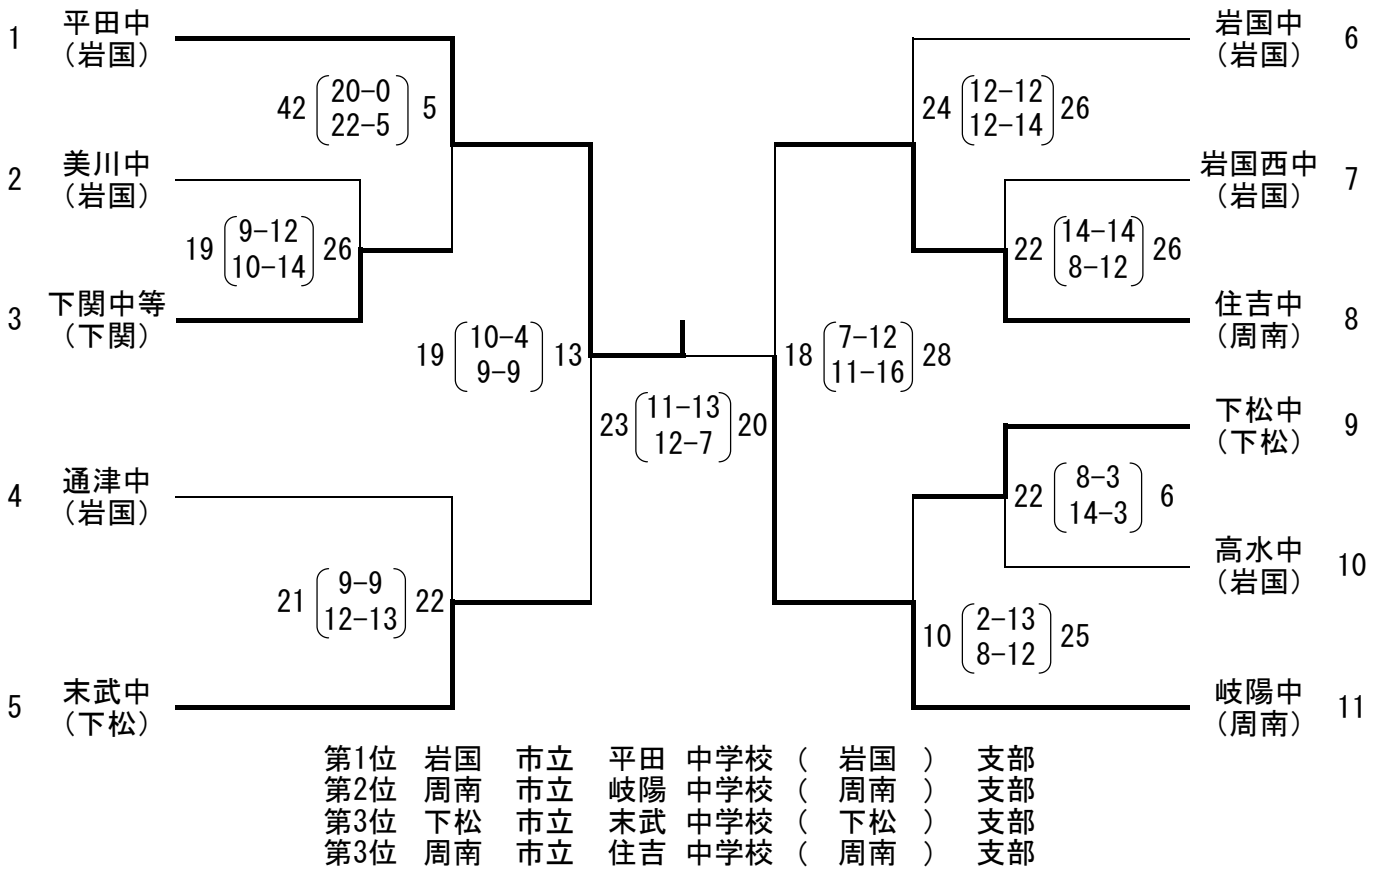 1 平田中
（岩国）
42 20-0 5
22-5
2 美川中
（岩国）
19 9-12 26
10-14
3 下関中等
（下関）
19 10-4 13
9-9
4 通津中
（岩国）
21 9-9 22
12-13
5 末武中
（下松）
23 11-13 20
12-7
岩国中 6
（岩国）
24 12-12 26
12-14
岩国西中 7
（岩国）
22 14-14 26
8-12
住吉中 8
（周南）
18 7-12 28
11-16
下松中 9
（下松）
22 8-3 6
14-3
高水中 10
（岩国）
10 2-13 25
8-12
岐陽中 11
（周南）
第1位 岩国 市立 平田 中学校 （ 岩国 ） 支部
第2位 周南 市立 岐陽 中学校 （ 周南 ） 支部
第3位 下松 市立 末武 中学校 （ 下松 ） 支部
第3位 周南 市立 住吉 中学校 （ 周南 ） 支部